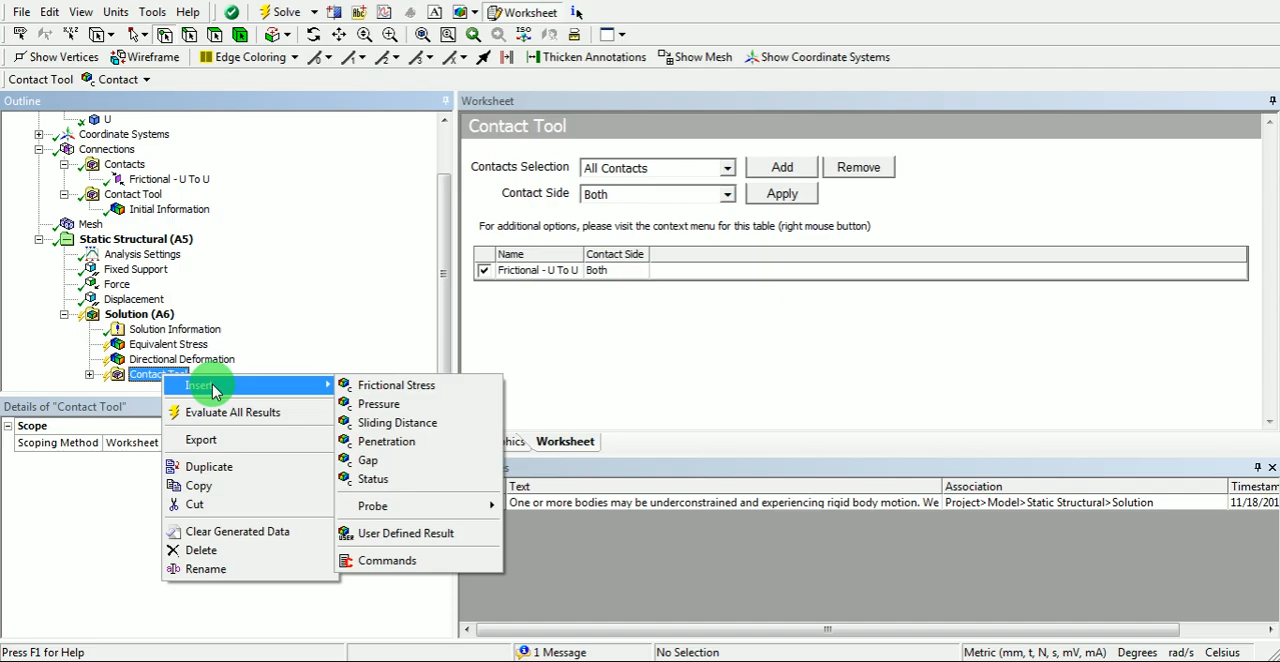 File Edit View Units Tools Help Solve Worksheet
Show Vertices Wireframe Edge Coloring Thicken Annotations Show Mesh Show Coordinate Systems
Contact Tool Contact
Outline
U
Coordinate Systems
Connections
Contacts
Frictional - U To U
Contact Tool
Initial Information
Mesh
Static Structural (A5)
Analysis Settings
Fixed Support
Force
Displacement
Solution (A6)
Solution Information
Equivalent Stress
Directional Deformation
Contact Tool
Insert
Evaluate All Results
Export
Duplicate
Copy
Cut
Clear Generated Data
Delete
Rename
Frictional Stress
Pressure
Sliding Distance
Penetration
Gap
Status
Probe
User Defined Result
Commands
Details of "Contact Tool"
Scope
Scoping Method Worksheet
Worksheet
Contact Tool
Contacts Selection All Contacts Add Remove
Contact Side Both Apply
For additional options, please visit the context menu for this table (right mouse button)
Name Contact Side
Frictional - U To U Both
Worksheet
Text Association Timestam
One or more bodies may be underconstrained and experiencing rigid body motion. We Project>Model>Static Structural>Solution 11/18/201
Press F1 for Help 1 Message No Selection Metric (mm, t, N, s, mV, mA) Degrees rad/s Celsius